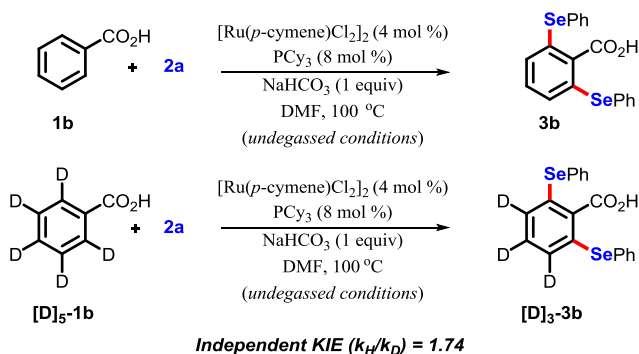 SePh
CO2H
[Ru(p-cymene)Cl2]2 (4 mol %)
PCy3 (8 mol %)
+ 2a
NaHCO3 (1 equiv)
DMF, 100 °C
(undegassed conditions)
CO2H
SePh
1b
3b
D
D
D
D
D
CO2H
+ 2a
[Ru(p-cymene)Cl2]2 (4 mol %)
PCy3 (8 mol %)
NaHCO3 (1 equiv)
DMF, 100 °C
(undegassed conditions)
SePh
D
CO2H
D
SePh
D
[D]5-1b
[D]3-3b
Independent KIE (kH/kD) = 1.74